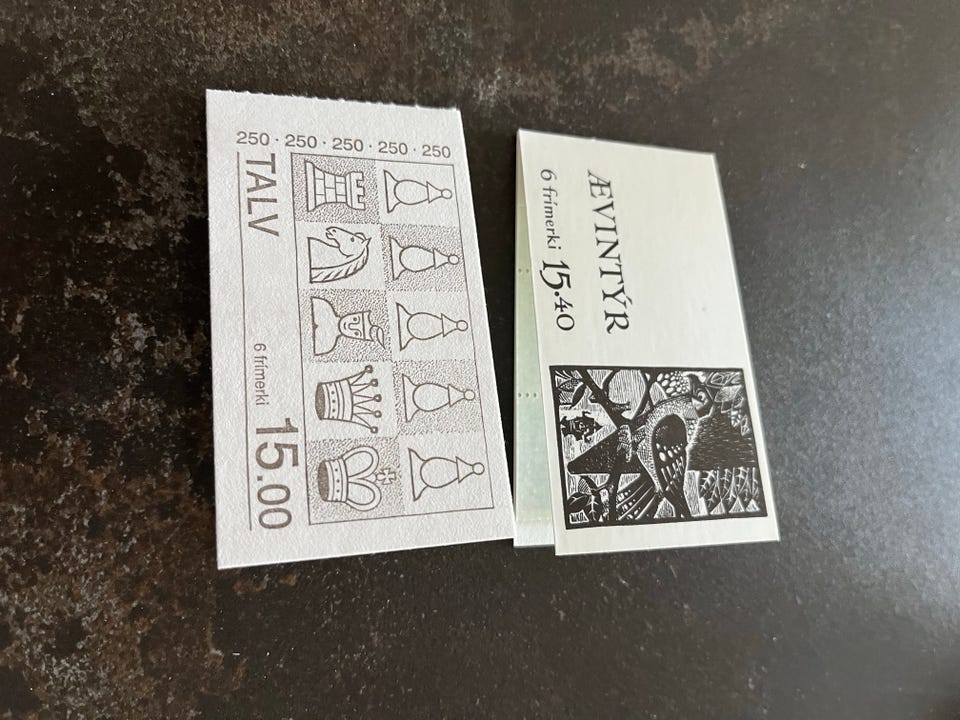 250 · 250 · 250 · 250 · 250
TALV
6 frímerki 15.00
ÆVINTÝR
6 frímerki 15.40